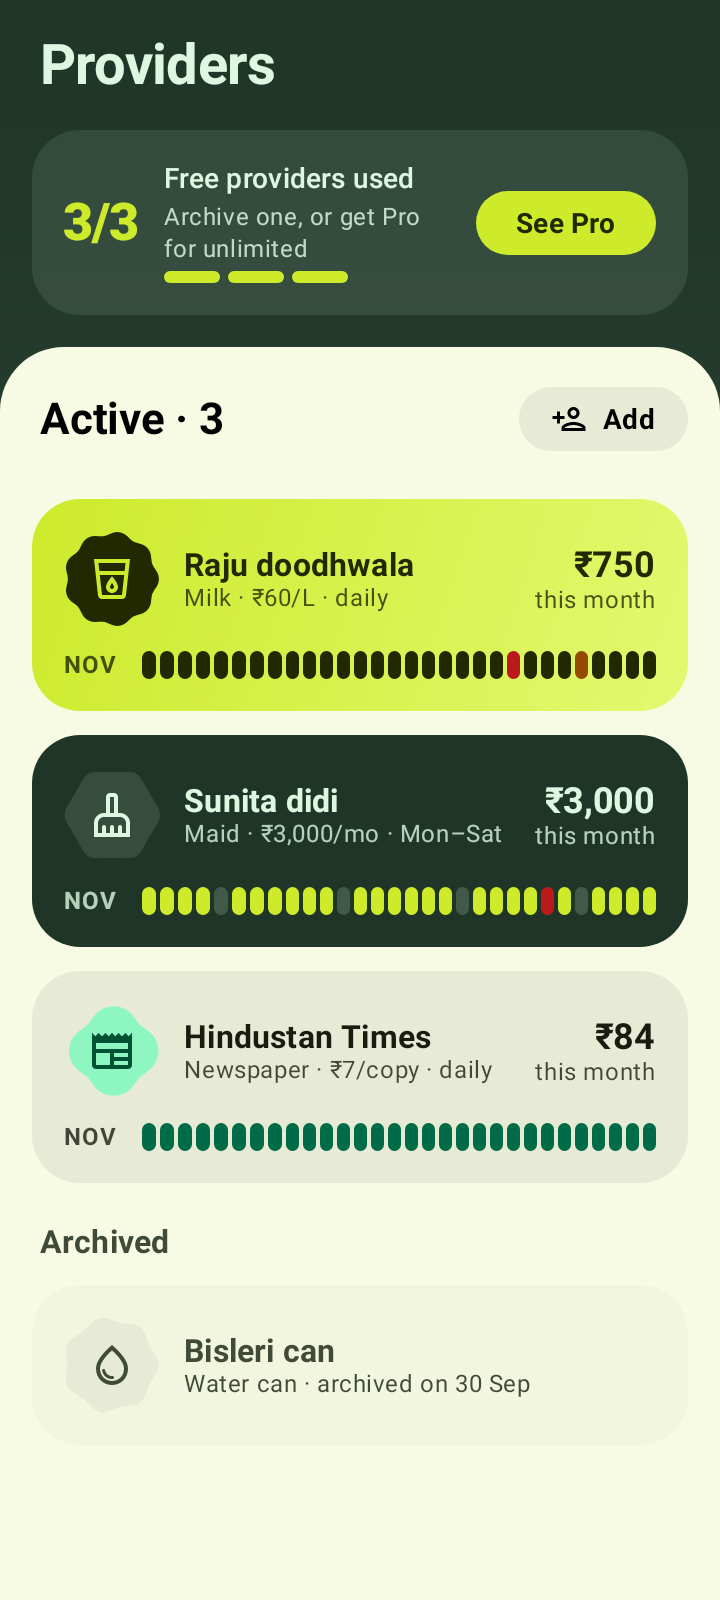 Providers
3/3
Free providers used
Archive one, or get Pro
for unlimited
See Pro
Active · 3
Add
Raju doodhwala
₹750
Milk · ₹60/L · daily
this month
NOV
Sunita didi
₹3,000
Maid · ₹3,000/mo · Mon–Sat
this month
NOV
Hindustan Times
₹84
Newspaper · ₹7/copy · daily
this month
NOV
Archived
Bisleri can
Water can · archived on 30 Sep